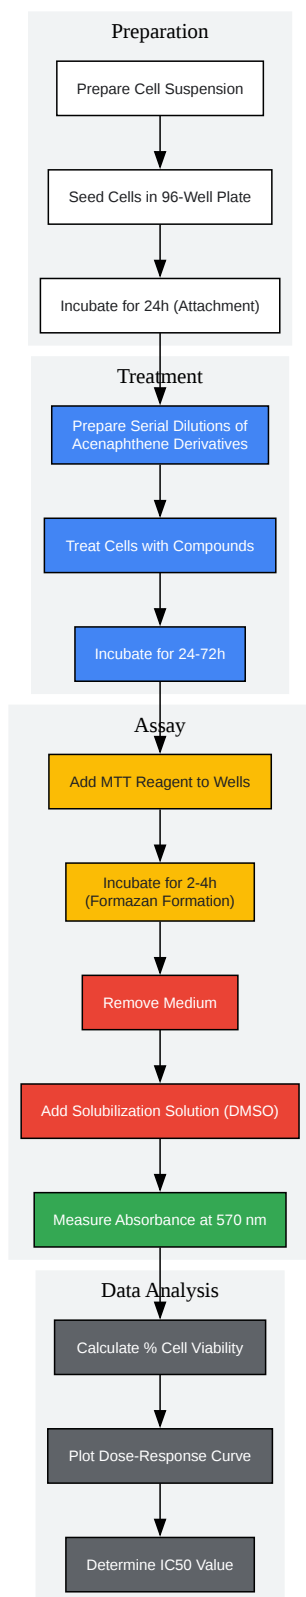 Preparation
Prepare Cell Suspension
Seed Cells in 96-Well Plate
Incubate for 24h (Attachment)
Treatment
Prepare Serial Dilutions of
Acenaphthene Derivatives
Treat Cells with Compounds
Incubate for 24-72h
Assay
Add MTT Reagent to Wells
Incubate for 2-4h
(Formazan Formation)
Remove Medium
Add Solubilization Solution (DMSO)
Measure Absorbance at 570 nm
Data Analysis
Calculate % Cell Viability
Plot Dose-Response Curve
Determine IC50 Value